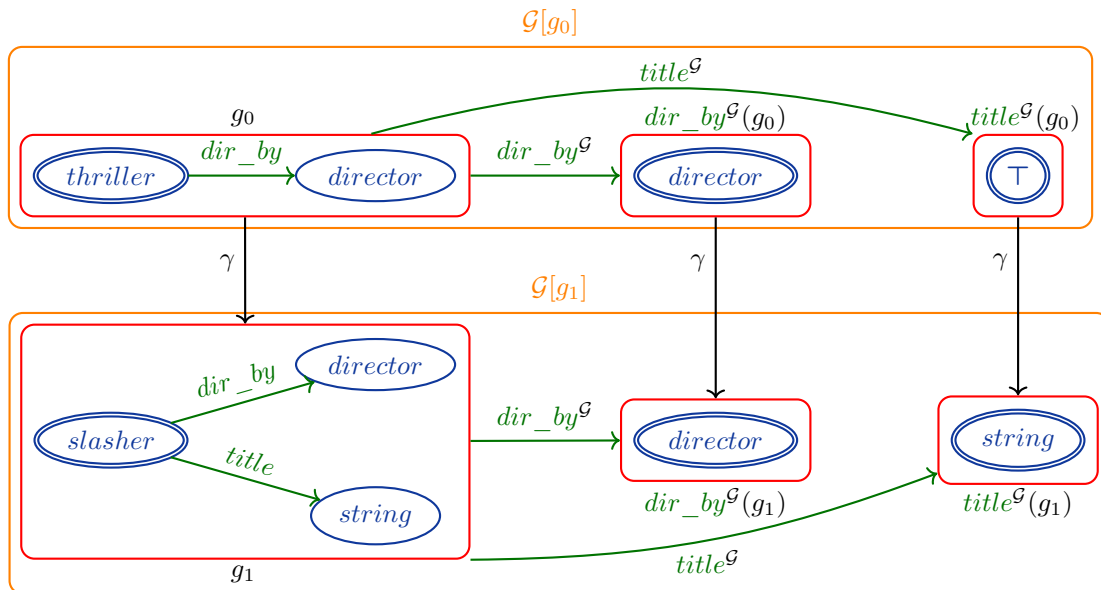 𝒢[g₀]
title^𝒢
g₀ dir_by^𝒢(g₀) title^𝒢(g₀)
thriller dir_by director dir_by^𝒢 director ⊤
γ γ γ
𝒢[g₁]
dir_by director
slasher dir_by^𝒢 director string
title string
dir_by^𝒢(g₁) title^𝒢(g₁)
g₁ title^𝒢